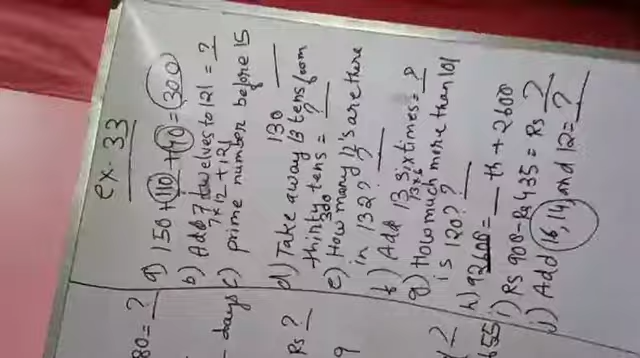 ex. 33
a) 150 + 110 + 40 = 300
b) Add 7 twelves to 121 = ?
7 x 12 + 121
c) prime number before 15
130
d) Take away 13 tens from
thirty tens = ?
300
e) How many 12's are there
in 132? ?
f) Add 13 sixtimes = ?
13 x 6
g) How much more than 101
is 120? ?
h) 92600 = __ th + 2600
i) Rs 900 - Rs 435 = Rs ?
j) Add 16, 14, and 12 = ?
80 = ?
days
Rs ?
9
?